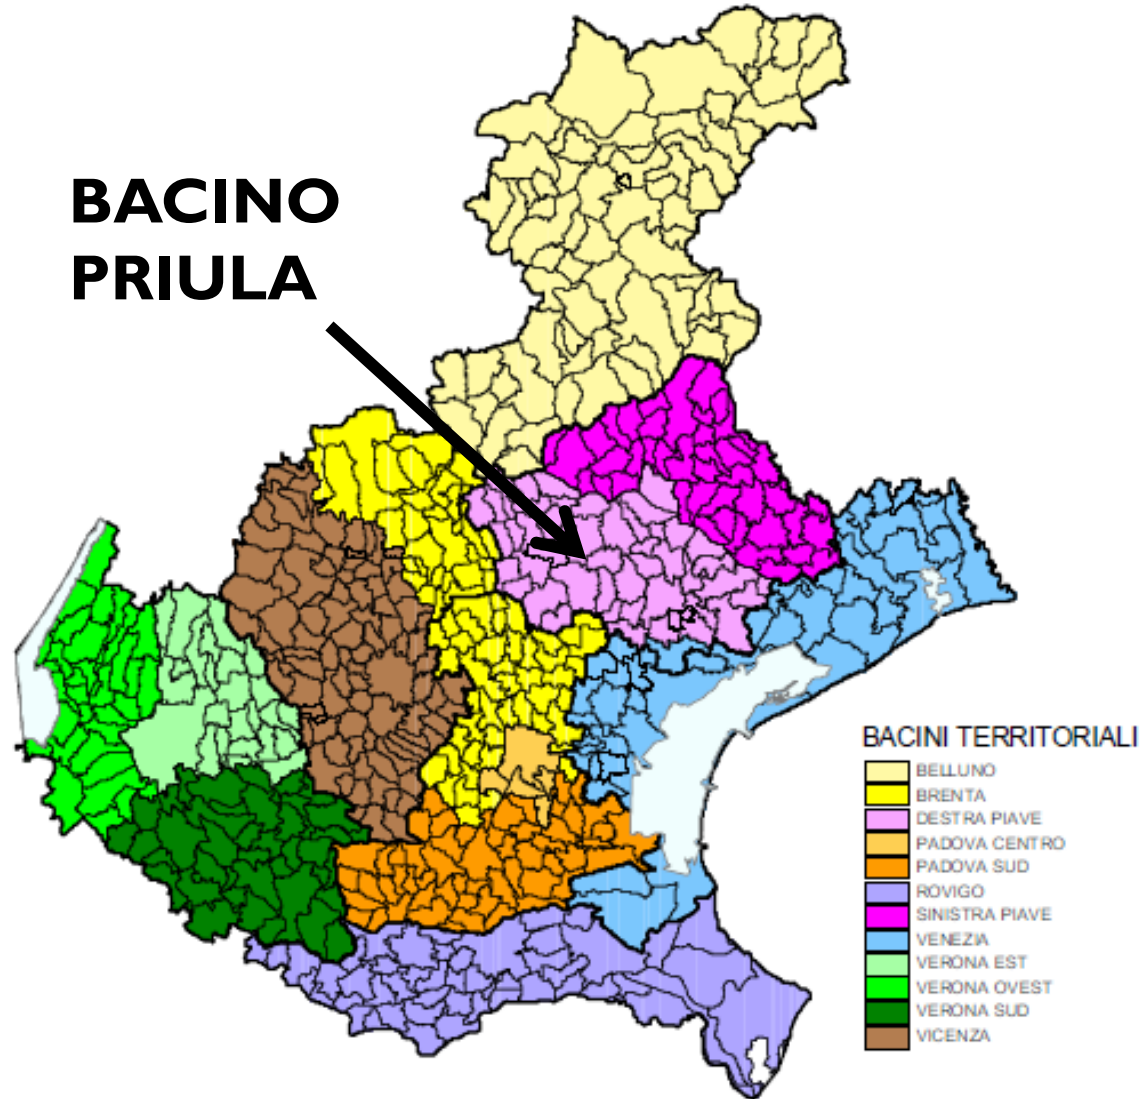 BACINO
PRIULA
BACINI TERRITORIALI
BELLUNO
BRENTA
DESTRA PIAVE
PADOVA CENTRO
PADOVA SUD
ROVIGO
SINISTRA PIAVE
VENEZIA
VERONA EST
VERONA OVEST
VERONA SUD
VICENZA